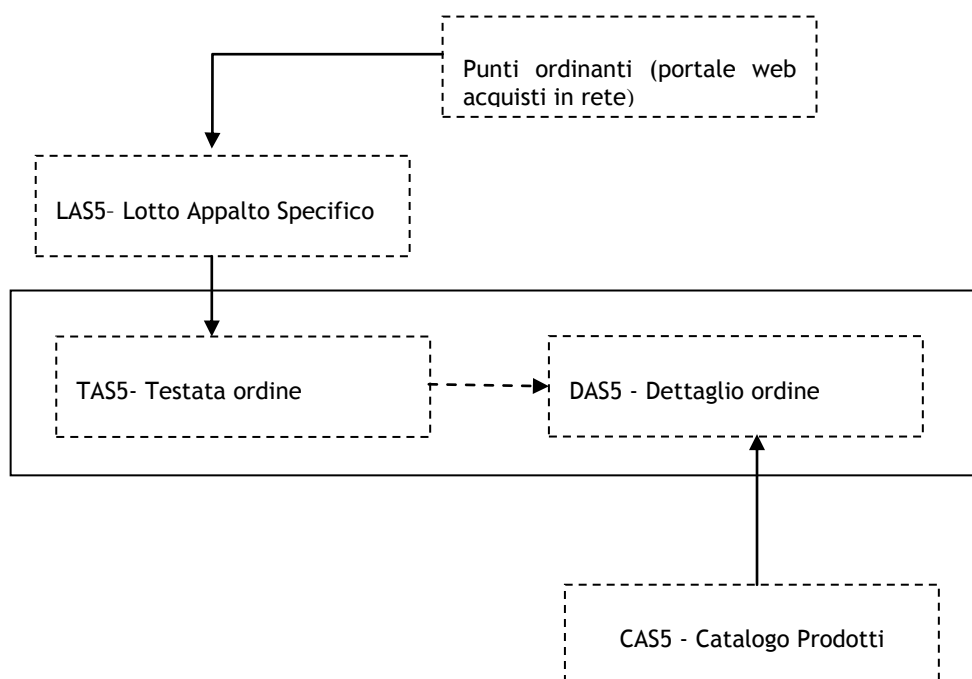 Punti ordinanti (portale web
acquisti in rete)
LAS5– Lotto Appalto Specifico
TAS5- Testata ordine
DAS5 - Dettaglio ordine
CAS5 - Catalogo Prodotti